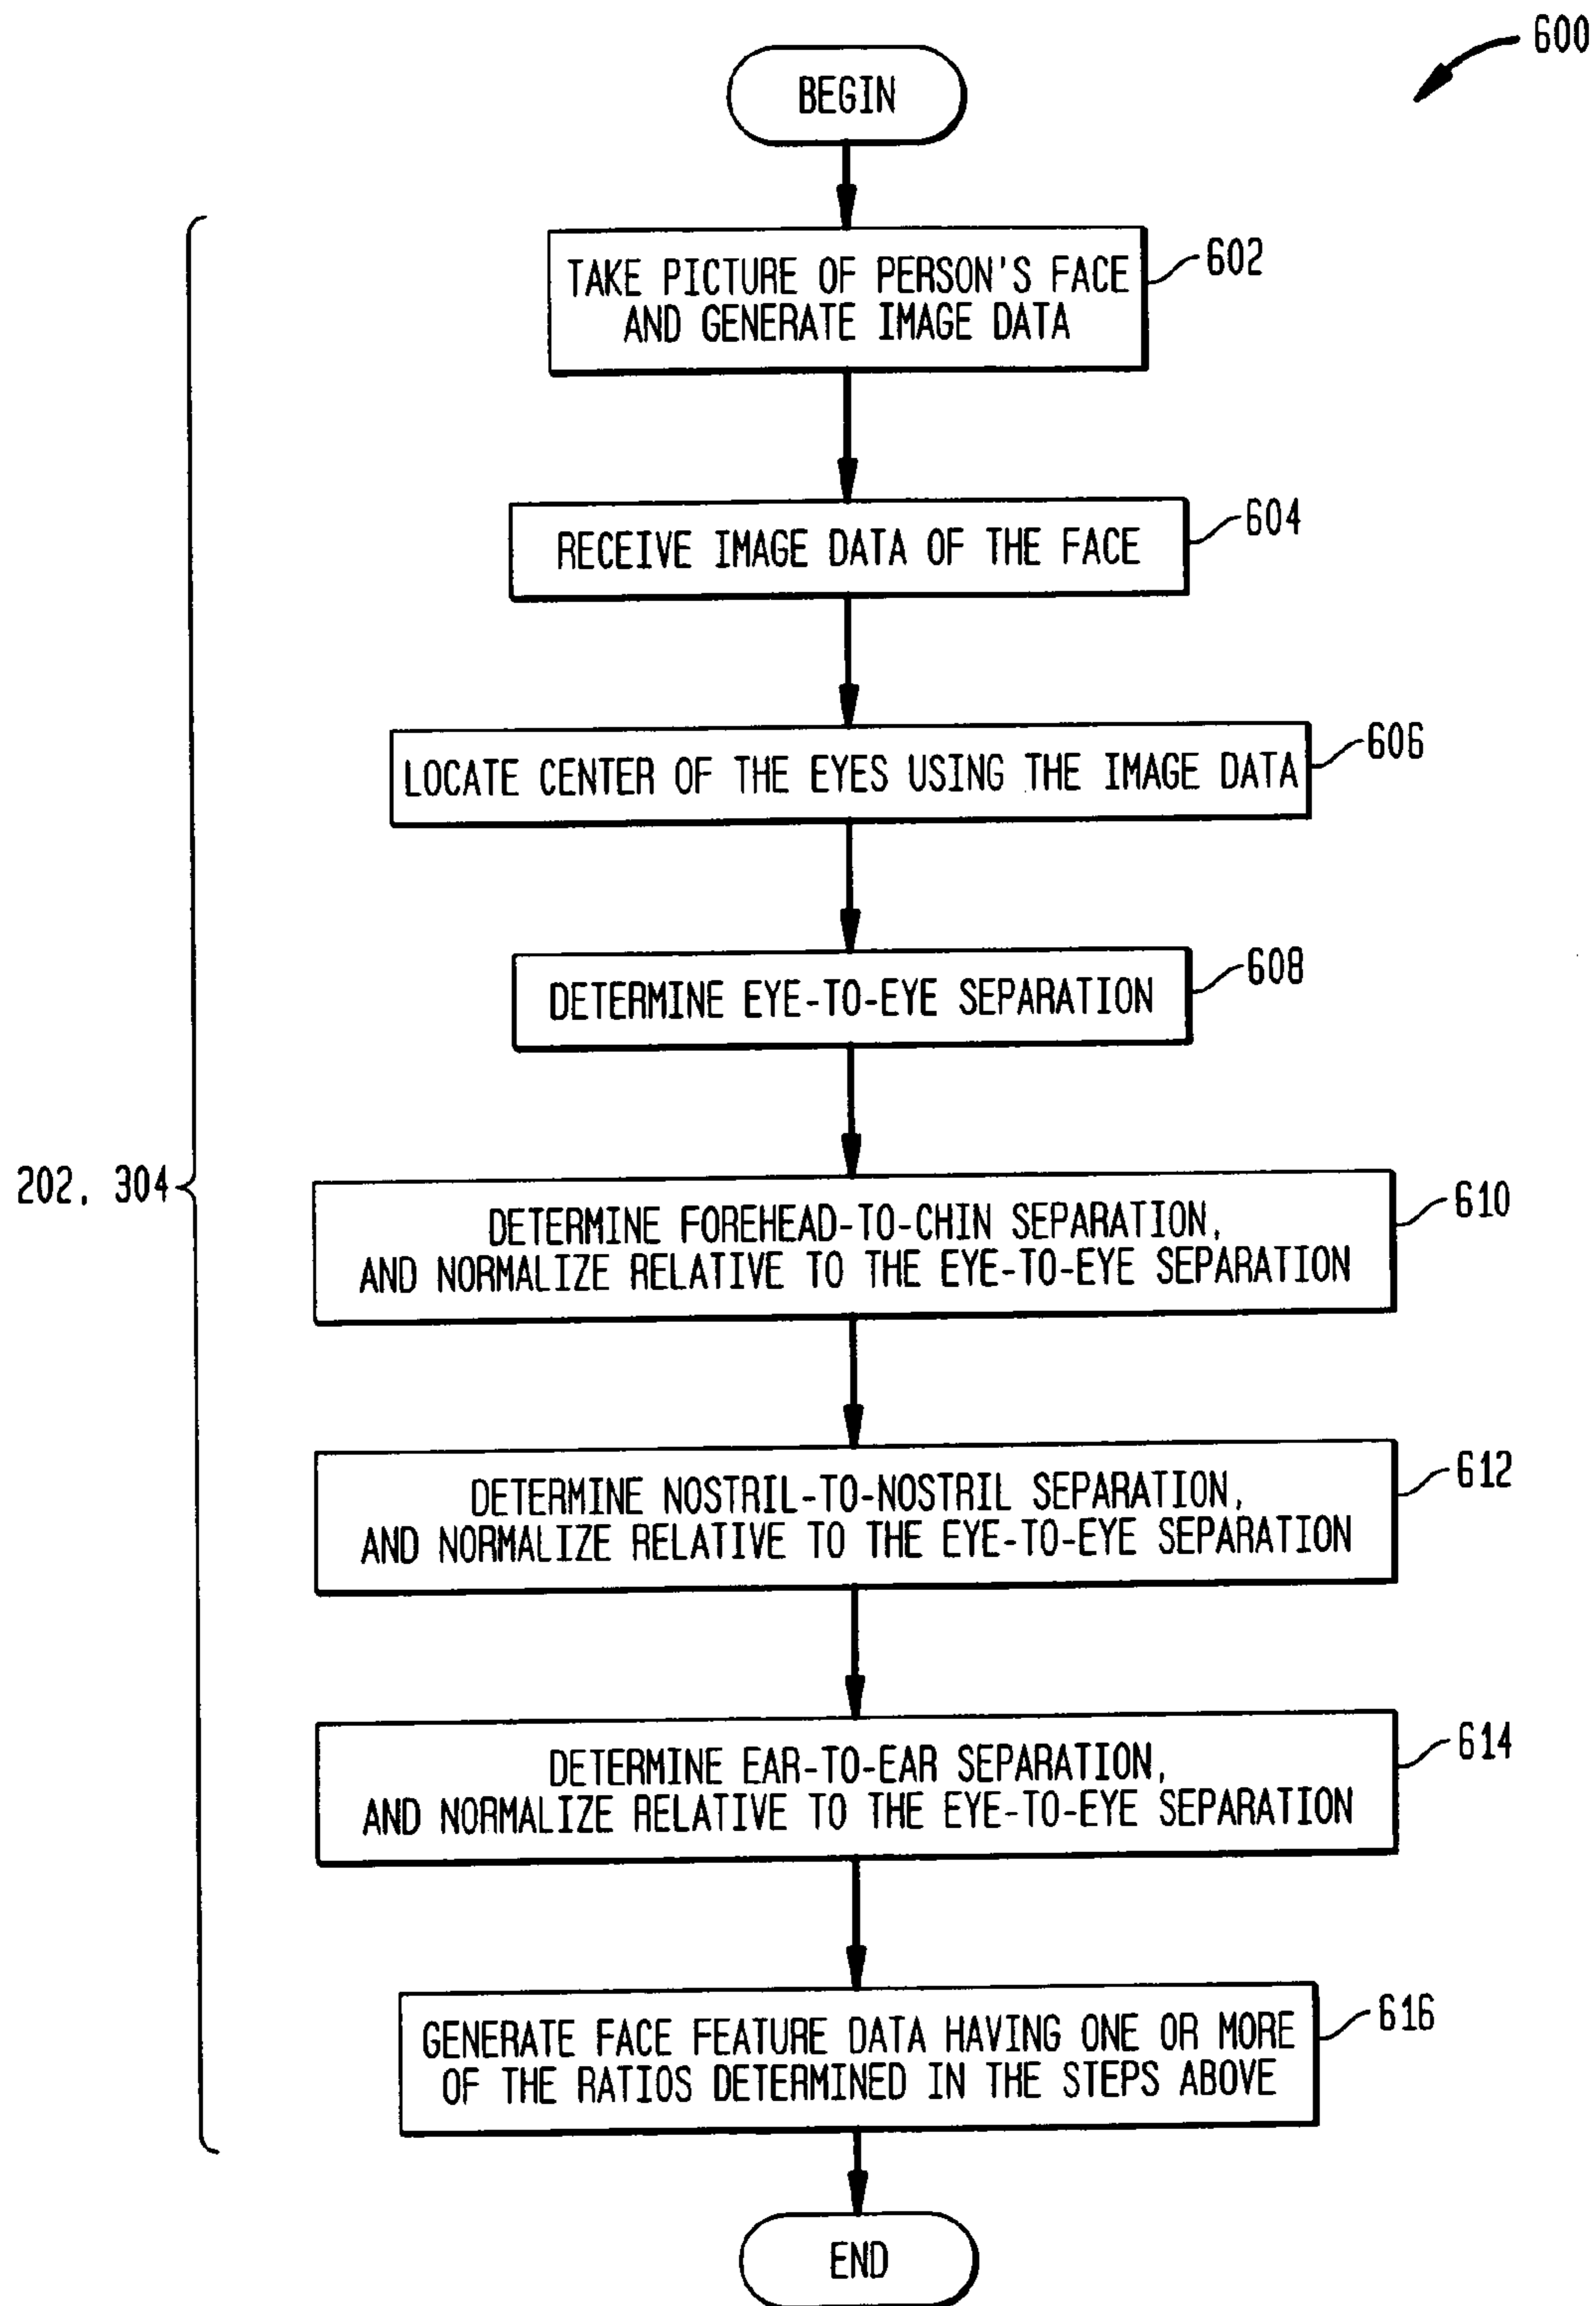 600
BEGIN
TAKE PICTURE OF PERSON'S FACE
AND GENERATE IMAGE DATA
602
RECEIVE IMAGE DATA OF THE FACE
604
LOCATE CENTER OF THE EYES USING THE IMAGE DATA
606
DETERMINE EYE-TO-EYE SEPARATION
608
202, 304
DETERMINE FOREHEAD-TO-CHIN SEPARATION,
AND NORMALIZE RELATIVE TO THE EYE-TO-EYE SEPARATION
610
DETERMINE NOSTRIL-TO-NOSTRIL SEPARATION,
AND NORMALIZE RELATIVE TO THE EYE-TO-EYE SEPARATION
612
DETERMINE EAR-TO-EAR SEPARATION,
AND NORMALIZE RELATIVE TO THE EYE-TO-EYE SEPARATION
614
GENERATE FACE FEATURE DATA HAVING ONE OR MORE
OF THE RATIOS DETERMINED IN THE STEPS ABOVE
616
END